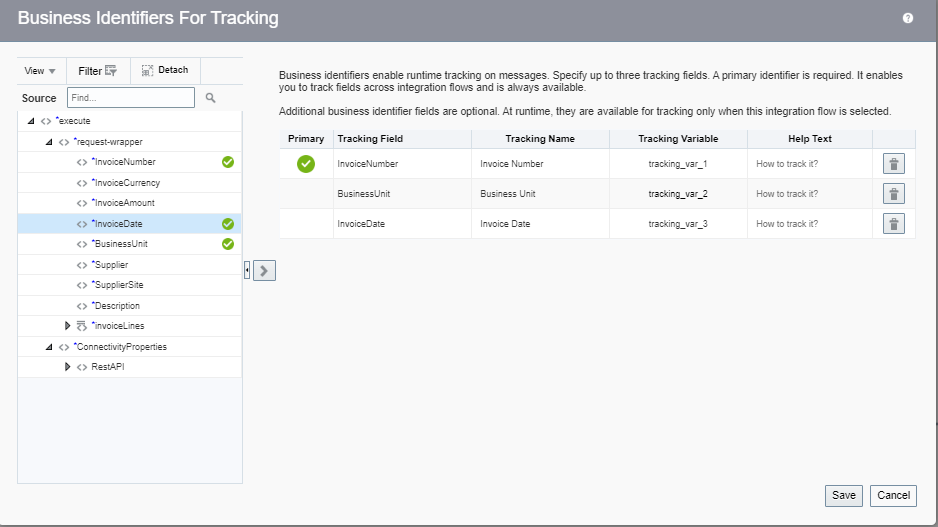 Business Identifiers For Tracking
?
View
Filter
Detach
Source
Find...
<> *execute
<> *request-wrapper
<> *InvoiceNumber
<> *InvoiceCurrency
<> *InvoiceAmount
<> *InvoiceDate
<> *BusinessUnit
<> *Supplier
<> *SupplierSite
<> *Description
*invoiceLines
<> *ConnectivityProperties
<> RestAPI
Business identifiers enable runtime tracking on messages. Specify up to three tracking fields. A primary identifier is required. It enables
you to track fields across integration flows and is always available.
Additional business identifier fields are optional. At runtime, they are available for tracking only when this integration flow is selected.
Primary Tracking Field Tracking Name Tracking Variable Help Text
InvoiceNumber Invoice Number tracking_var_1 How to track it?
BusinessUnit Business Unit tracking_var_2 How to track it?
InvoiceDate Invoice Date tracking_var_3 How to track it?
Save Cancel